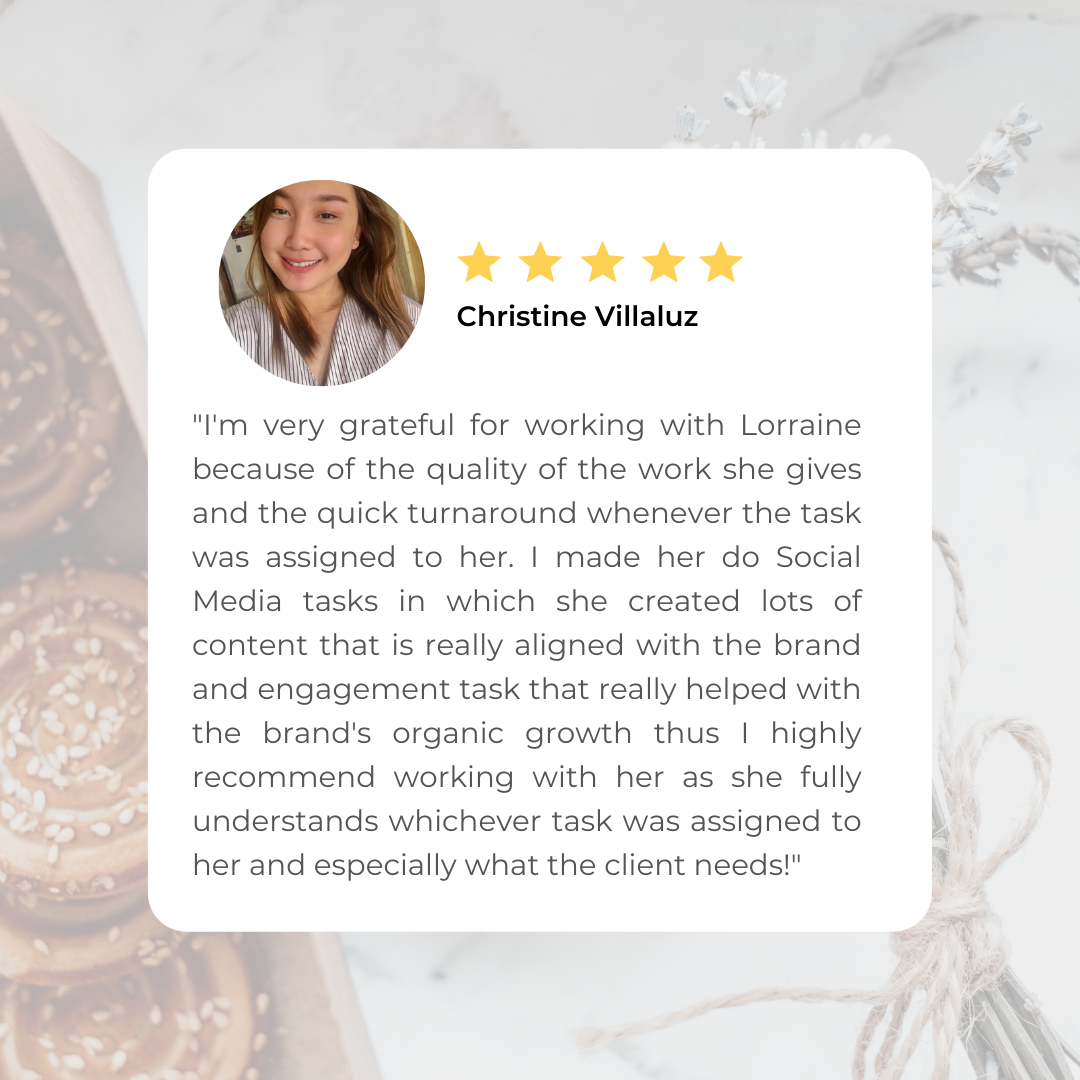 Christine Villaluz
"I'm very grateful for working with Lorraine
because of the quality of the work she gives
and the quick turnaround whenever the task
was assigned to her. I made her do Social
Media tasks in which she created lots of
content that is really aligned with the brand
and engagement task that really helped with
the brand's organic growth thus I highly
recommend working with her as she fully
understands whichever task was assigned to
her and especially what the client needs!"